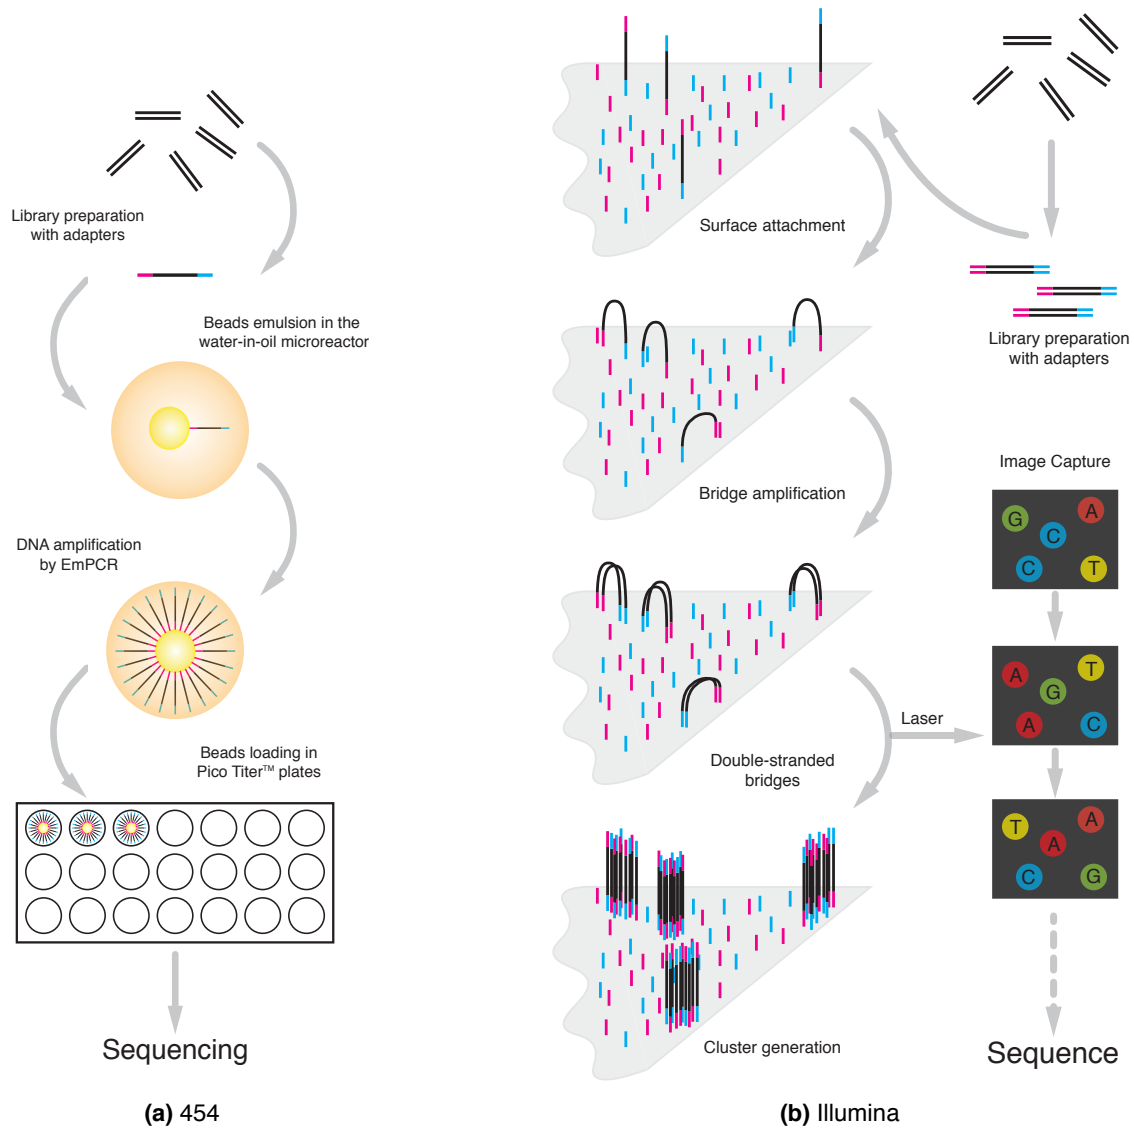 Library preparation
with adapters
Beads emulsion in the
water-in-oil microreactor
DNA amplification
by EmPCR
Beads loading in
Pico Titer™ plates
Sequencing
(a) 454
Surface attachment
Library preparation
with adapters
Bridge amplification
Image Capture
G
A
C
C
T
Laser
A
T
G
A
C
Double-stranded
bridges
T
A
A
C
G
Cluster generation
Sequence
(b) Illumina